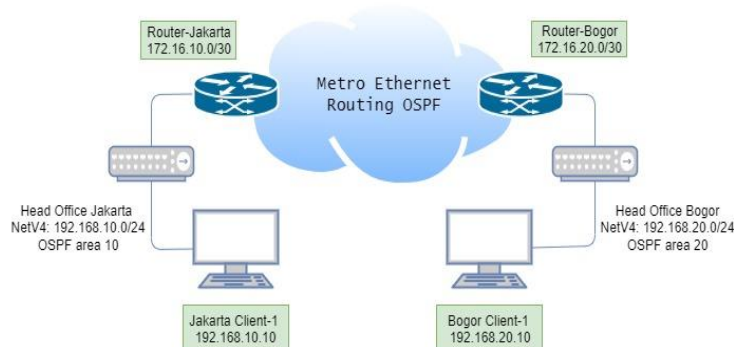 Router-Jakarta
172.16.10.0/30
Router-Bogor
172.16.20.0/30
Metro Ethernet
Routing OSPF
Head Office Jakarta
NetV4: 192.168.10.0/24
OSPF area 10
Head Office Bogor
NetV4: 192.168.20.0/24
OSPF area 20
Jakarta Client-1
192.168.10.10
Bogor Client-1
192.168.20.10